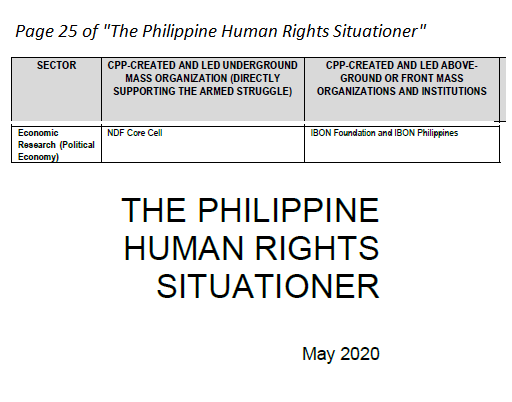 Page 25 of "The Philippine Human Rights Situationer"
SECTOR
CPP-CREATED AND LED UNDERGROUND
MASS ORGANIZATION (DIRECTLY
SUPPORTING THE ARMED STRUGGLE)
CPP-CREATED AND LED ABOVE-
GROUND OR FRONT MASS
ORGANIZATIONS AND INSTITUTIONS
Economic
Research (Political
Economy)
NDF Core Cell
IBON Foundation and IBON Philippines
THE PHILIPPINE
HUMAN RIGHTS
SITUATIONER
May 2020